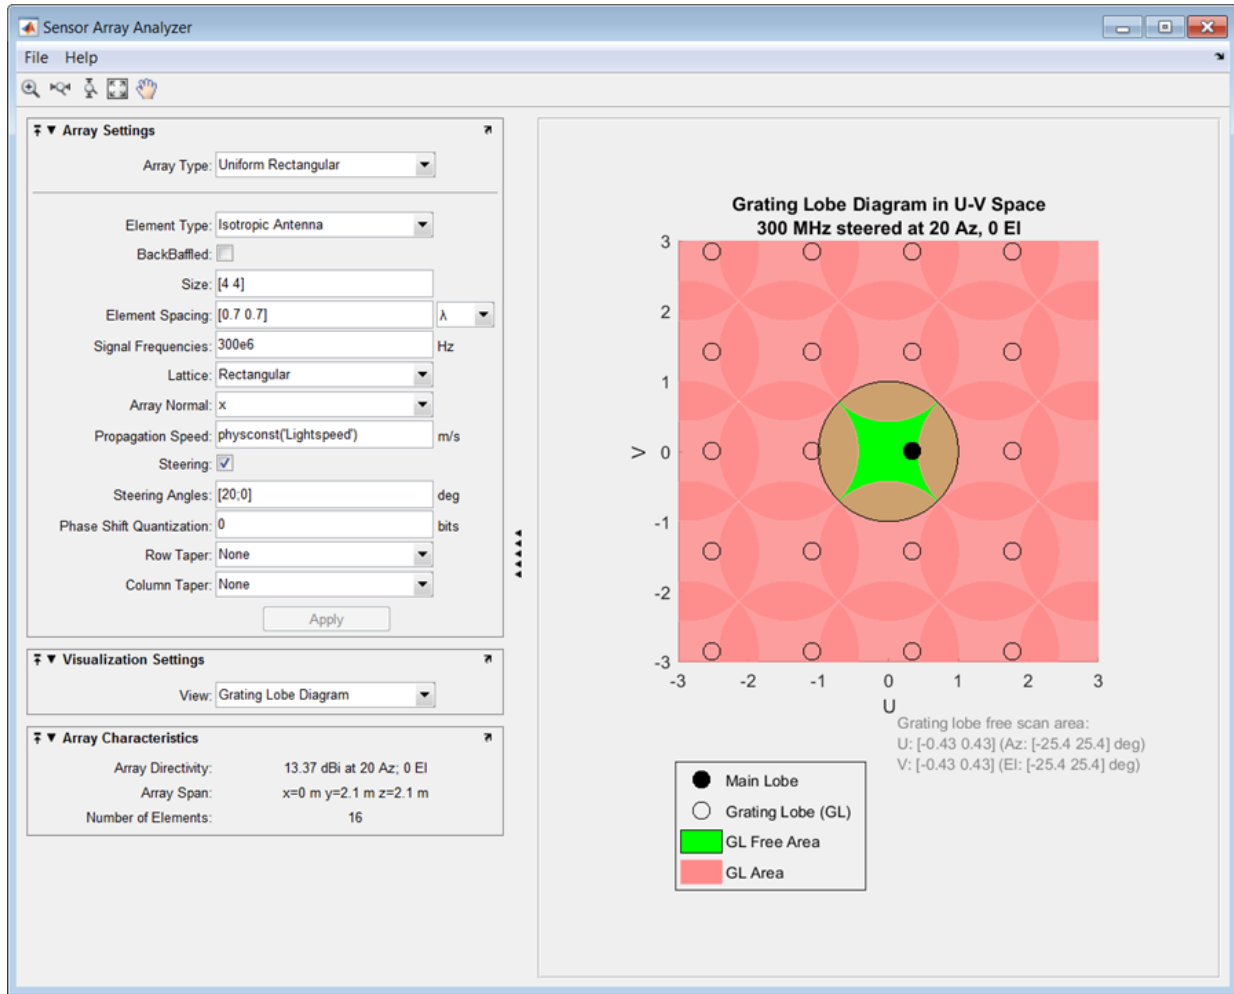 Sensor Array Analyzer
File Help
Array Settings
Array Type: Uniform Rectangular
Element Type: Isotropic Antenna
BackBaffled:
Size: [4 4]
Element Spacing: [0.7 0.7] λ
Signal Frequencies: 300e6 Hz
Lattice: Rectangular
Array Normal: x
Propagation Speed: physconst('Lightspeed') m/s
Steering:
Steering Angles: [20;0] deg
Phase Shift Quantization: 0 bits
Row Taper: None
Column Taper: None
Apply
Visualization Settings
View: Grating Lobe Diagram
Array Characteristics
Array Directivity: 13.37 dBi at 20 Az; 0 El
Array Span: x=0 m y=2.1 m z=2.1 m
Number of Elements: 16
Grating Lobe Diagram in U-V Space
300 MHz steered at 20 Az, 0 El
3
2
1
0
-1
-2
-3
V
-3 -2 -1 0 1 2 3
U
Grating lobe free scan area:
U: [-0.43 0.43] (Az: [-25.4 25.4] deg)
V: [-0.43 0.43] (El: [-25.4 25.4] deg)
Main Lobe
Grating Lobe (GL)
GL Free Area
GL Area